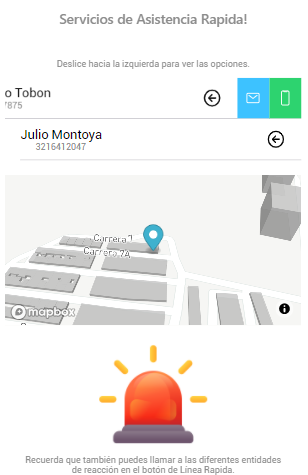 Servicios de Asistencia Rapida!
Deslice hacia la izquierda para ver las opciones.
o Tobon
7875
Julio Montoya
3216412047
Carrera 7
Carrera 7A
mapbox
Recuerda que también puedes llamar a las diferentes entidades
de reacción en el botón de Línea Rapida.